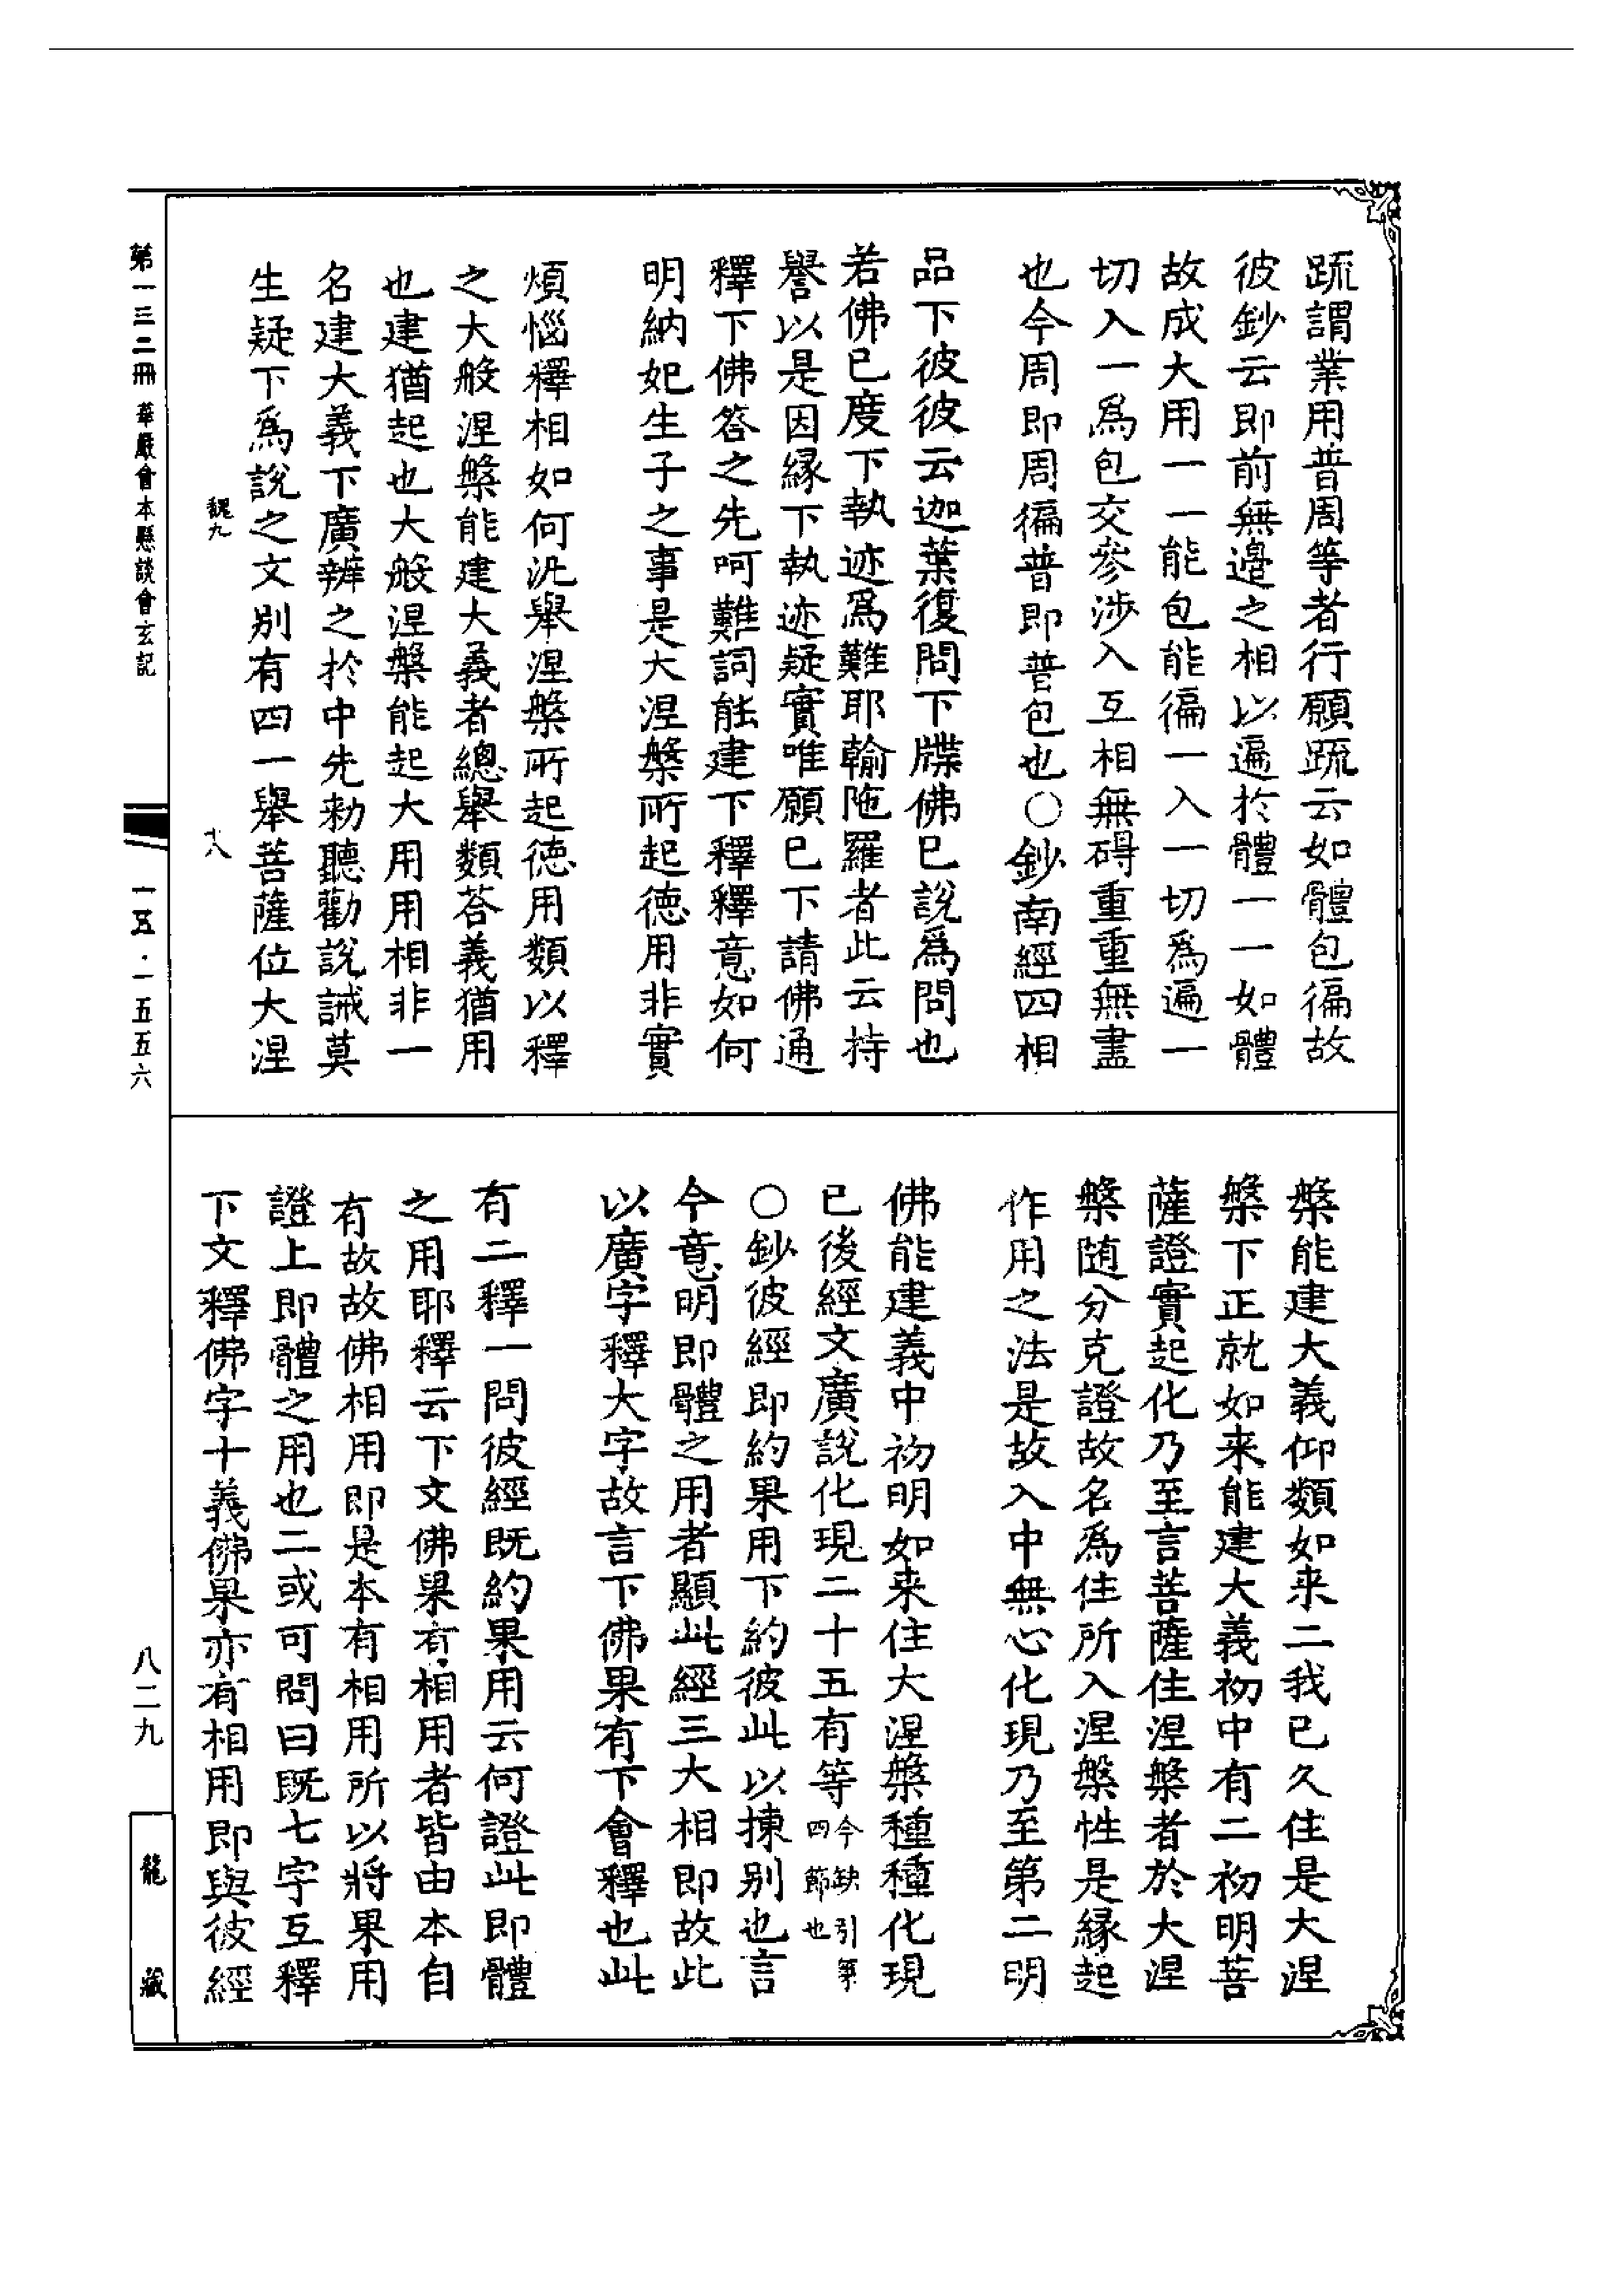 䟽謂業用普周等者行願䟽云如體包徧故
彼鈔云即前無邊之相以遍於體一一如體
故成大用一一能包能徧一入一切為遍一
切入一為包交參涉入互相無碍重重無盡
也今周即周徧普即普包也○鈔南經四相
品下彼彼云迦葉復問下牒佛已說為問也
若佛已度下執迹爲難耶輸陁羅者此云持
譽以是因縁下執迹疑實唯願已下請佛通
釋下佛答之先呵難詞能建下釋釋意如何
明納妃生子之事是大涅槃所起徳用非實
煩惱釋相如何況舉涅槃所起徳用類以釋
之大般涅槃能建大義者總舉類荅義猶用
也建猶起也大般涅槃能起大用用相非一
名建大義下廣辨之於中先勑聽勸說誡莫
生疑下爲說之文別有四一舉菩薩位大涅
槃能建大義仰類如来二我已久住是大涅
槃下正就如来能建大義初中有二初明菩
薩證實起化乃至言菩薩住涅槃者於大涅
槃随分克證故名爲住所入涅槃性是縁起
作用之法是故入中無心化現乃至第二明
佛能建義中初明如来住大涅槃種種化現
已後經文廣說化現二十五有等今缺引第四節也
○鈔彼經即約果用下約彼此以揀别也言
今意明即體之用者顯此經三大相即故此
以廣字釋大字故言下佛果有下會釋也此
有二釋一問彼經既約果用云何證此即體
之用耶釋云下文佛果有相用者皆由本自
有故故佛相用即是本有相用所以將果用
證上即體之用也二或可問曰既七字互釋
下文釋佛字十義佛果亦有相用即與彼經
魏九
十八
第一三二冊 華嚴會本懸談會玄記
一五·一五五六
八二九
龍藏